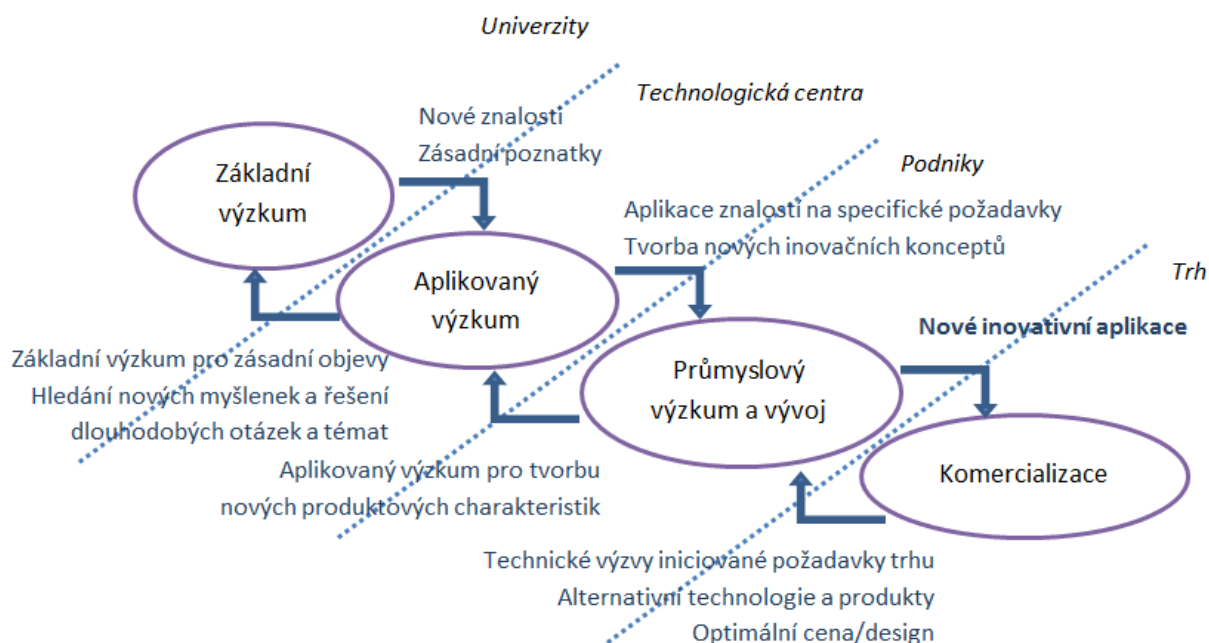 Univerzity
Technologická centra
Nové znalosti
Zásadní poznatky
Podniky
Základní
výzkum
Aplikace znalostí na specifické požadavky
Tvorba nových inovačních konceptů
Trh
Aplikovaný
výzkum
Nové inovativní aplikace
Základní výzkum pro zásadní objevy
Hledání nových myšlenek a řešení
dlouhodobých otázek a témat
Průmyslový
výzkum a vývoj
Aplikovaný výzkum pro tvorbu
nových produktových charakteristik
Komercializace
Technické výzvy iniciované požadavky trhu
Alternativní technologie a produkty
Optimální cena/design